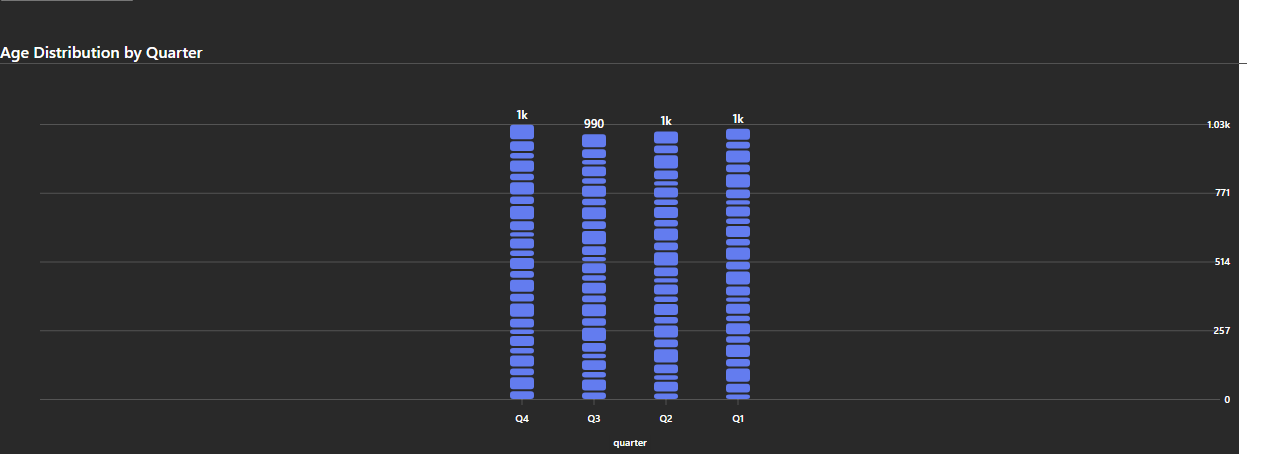 Age Distribution by Quarter
1k
990
1k
1k
1.03k
771
514
257
0
Q4
Q3
Q2
Q1
quarter